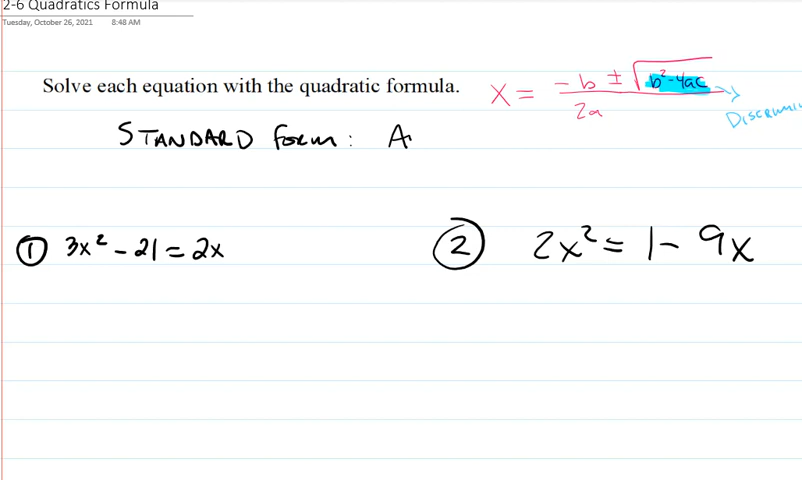 2-6 Quadratics Formula
Tuesday, October 26, 2021 8:48 AM
Solve each equation with the quadratic formula.
x = (-b ± √(b² - 4ac)) / 2a
STANDARD form: A
① 3x² - 21 = 2x
② 2x² = 1 - 9x